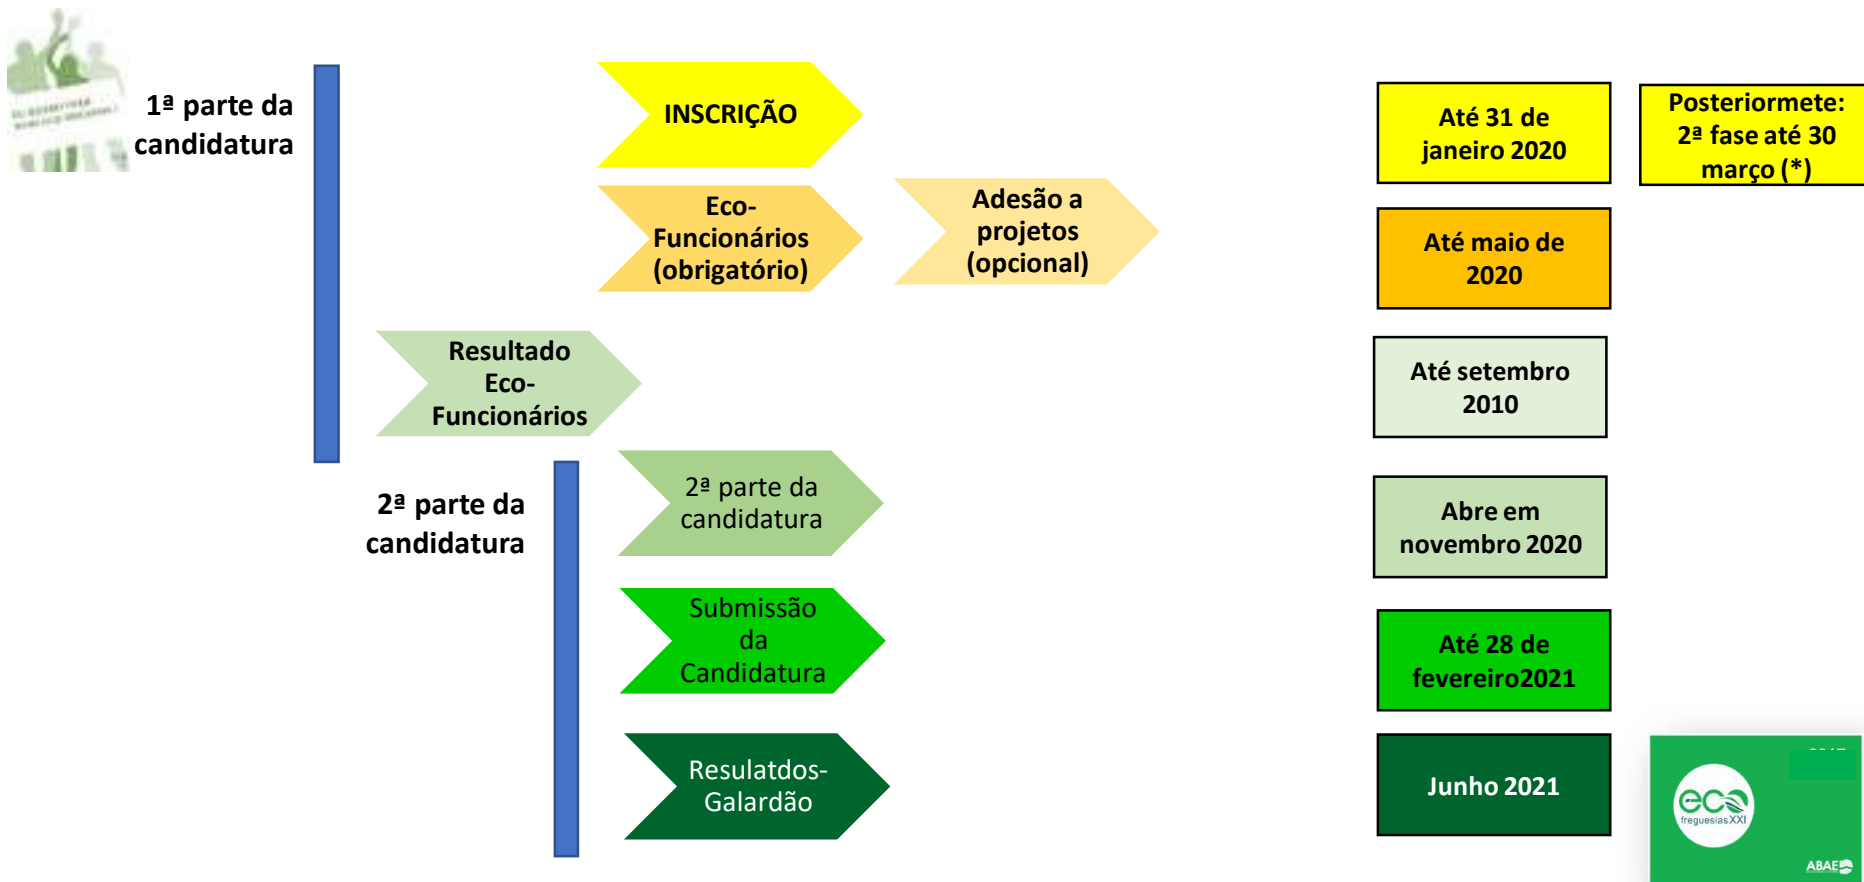 1ª parte da
candidatura
INSCRIÇÃO
Até 31 de
janeiro 2020
Posteriormete:
2ª fase até 30
março (*)
Eco-
Funcionários
(obrigatório)
Adesão a
projetos
(opcional)
Até maio de
2020
Resultado
Eco-
Funcionários
Até setembro
2010
2ª parte da
candidatura
2ª parte da
candidatura
Abre em
novembro 2020
Submissão
da
Candidatura
Até 28 de
fevereiro2021
Resulatdos-
Galardão
Junho 2021
eco
freguesias XXI
ABAE